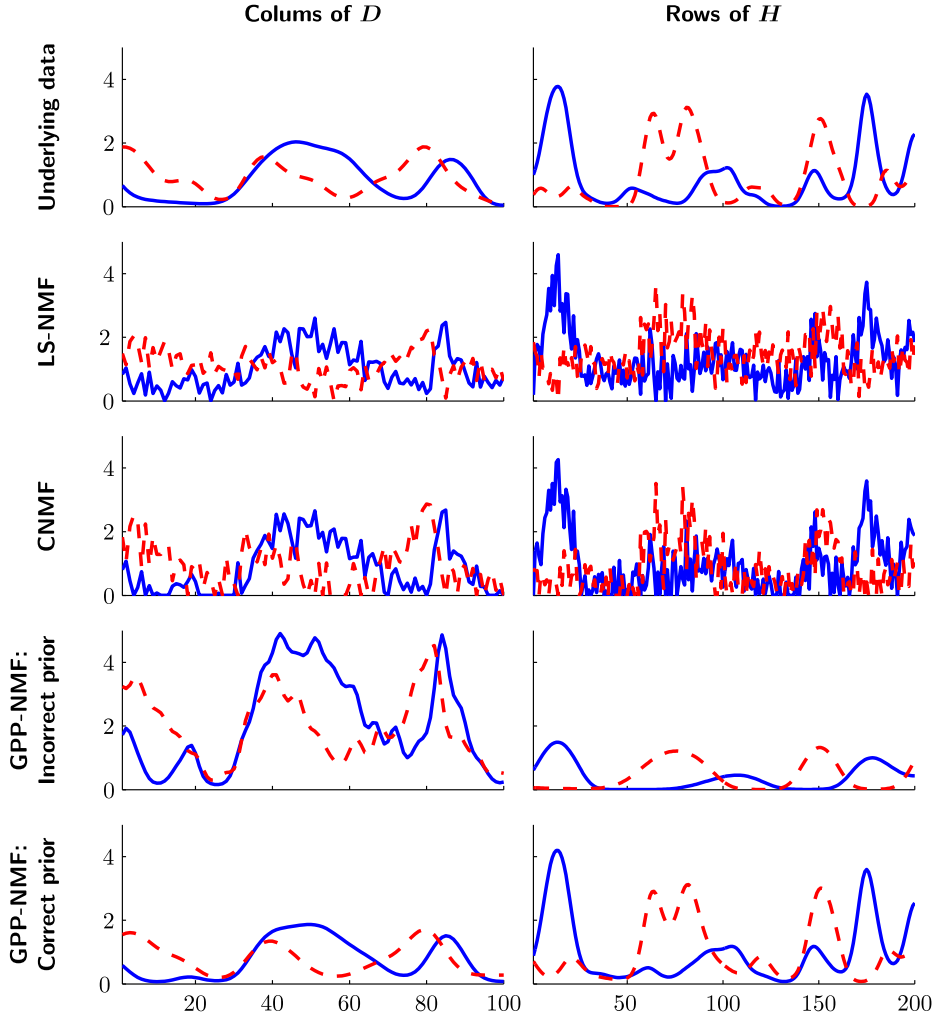 Colums of D
Rows of H
Underlying data
4
2
0
LS-NMF
4
2
0
CNMF
4
2
0
GPP-NMF:
Incorrect prior
4
2
0
GPP-NMF:
Correct prior
4
2
0
20 40 60 80 100
50 100 150 200